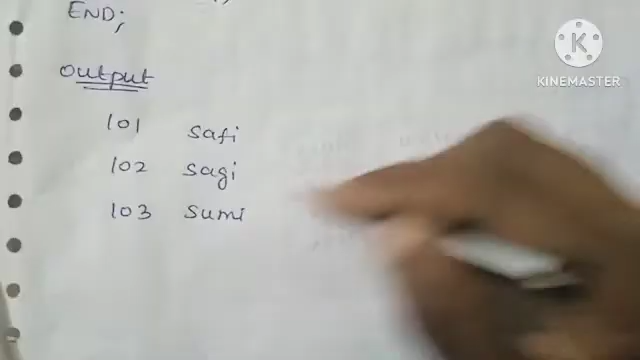 END;
Output
101 safi
102 sagi
103 sumi
K
KINEMASTER